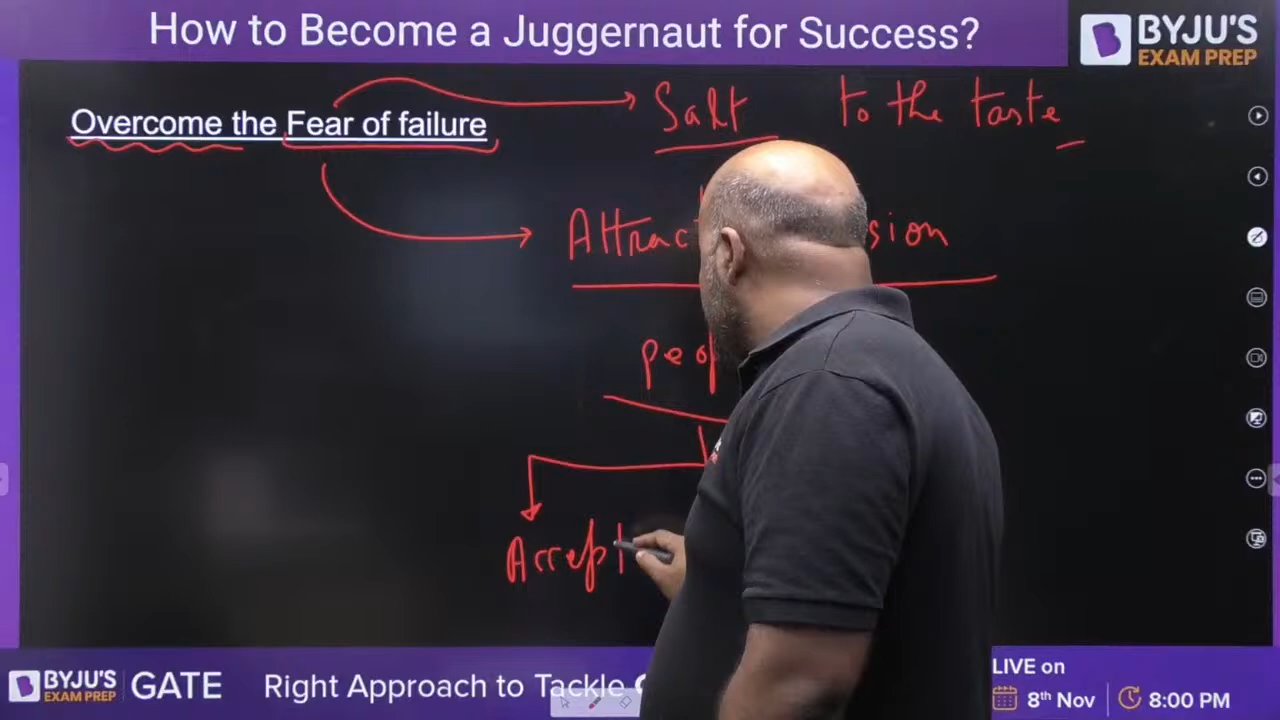 How to Become a Juggernaut for Success?
BYJU'S
EXAM PREP
Overcome the Fear of failure
Salt to the taste
Accept
BYJU'S
EXAM PREP
GATE
Right Approach to Tackle
LIVE on
8th Nov
8:00 PM